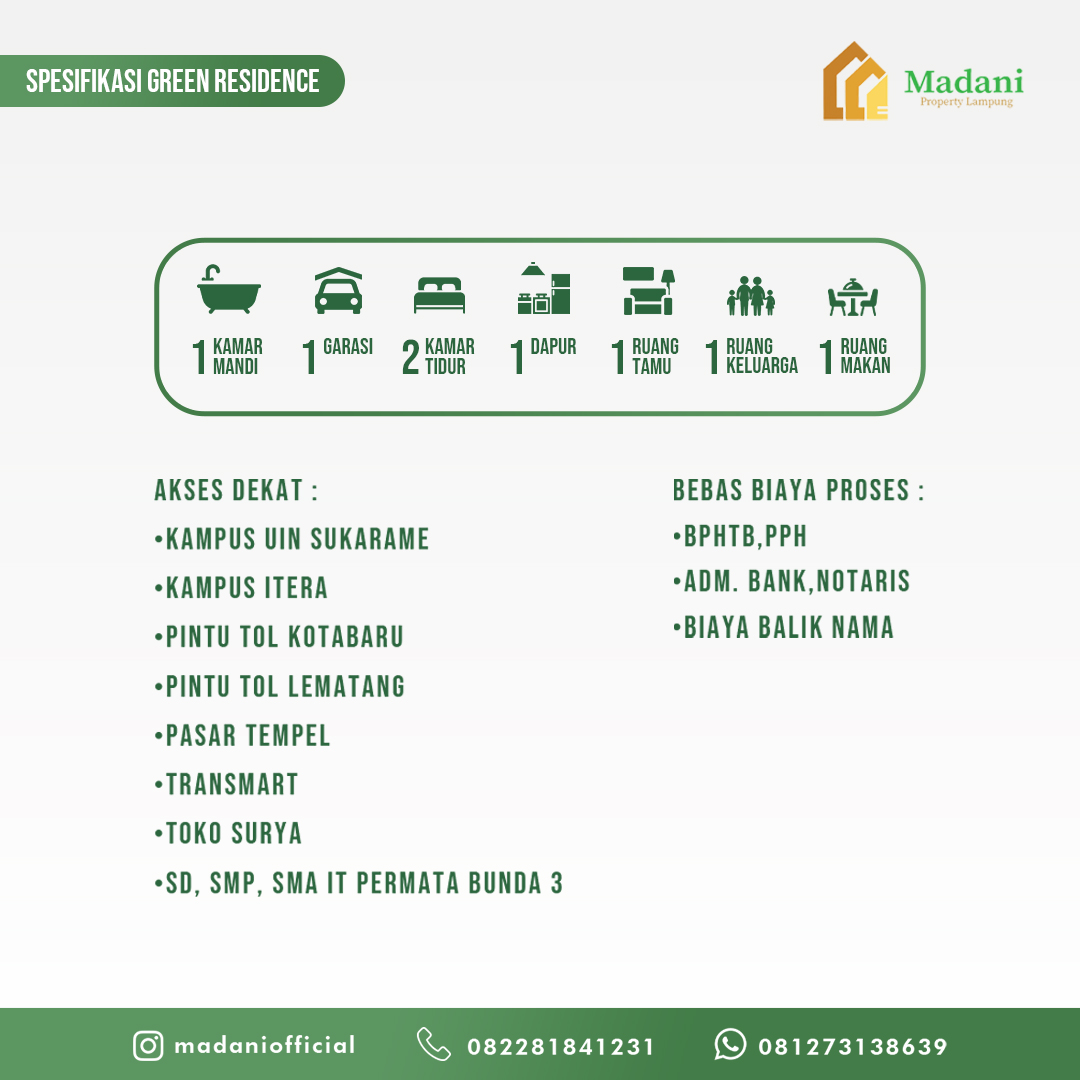 SPESIFIKASI GREEN RESIDENCE
Madani
Property Lampung
1 KAMAR MANDI
1 GARASI
2 KAMAR TIDUR
1 DAPUR
1 RUANG TAMU
1 RUANG KELUARGA
1 RUANG MAKAN
AKSES DEKAT :
•KAMPUS UIN SUKARAME
•KAMPUS ITERA
•PINTU TOL KOTABARU
•PINTU TOL LEMATANG
•PASAR TEMPEL
•TRANSMART
•TOKO SURYA
•SD, SMP, SMA IT PERMATA BUNDA 3
BEBAS BIAYA PROSES :
•BPHTB,PPH
•ADM. BANK,NOTARIS
•BIAYA BALIK NAMA
madaniofficial
082281841231
081273138639